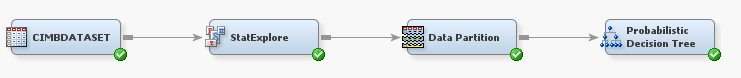 CIMBDATASET
StatExplore
Data Partition
Probabilistic
Decision Tree